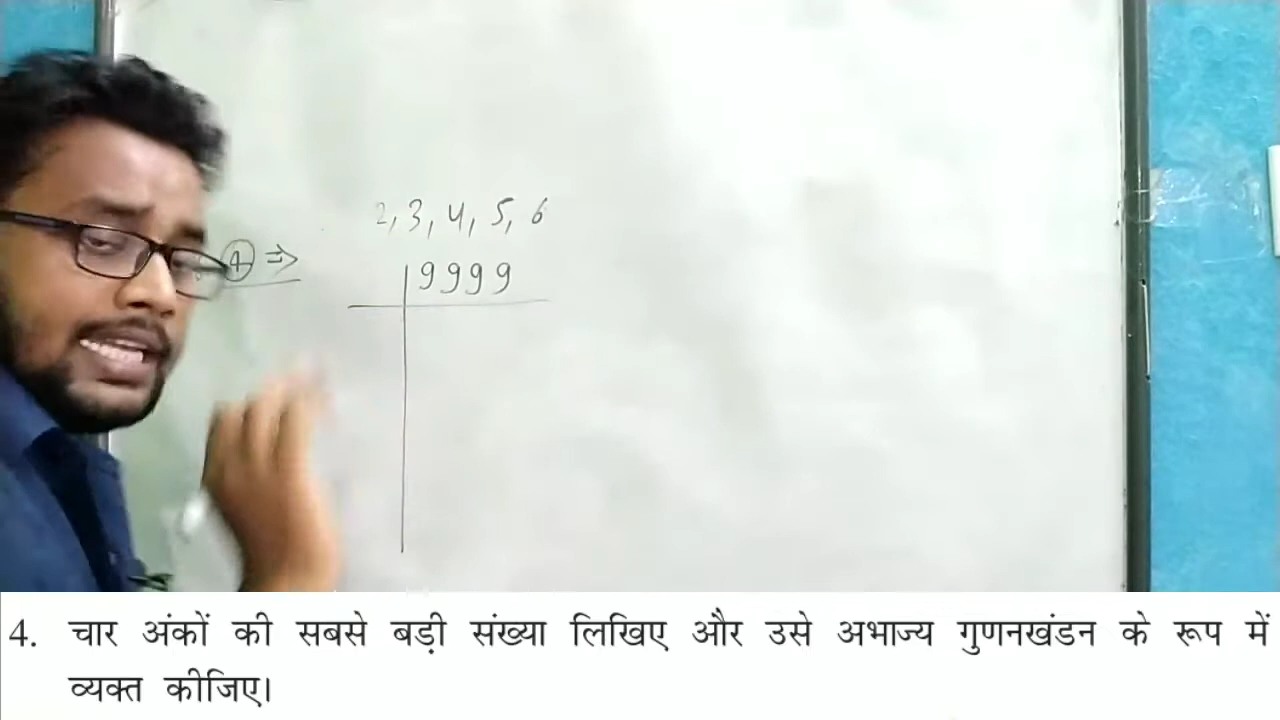 2, 3, 4, 5, 6
④ ⇒
9999
4. चार अंकों की सबसे बड़ी संख्या लिखिए और उसे अभाज्य गुणनखंडन के रूप में
व्यक्त कीजिए।